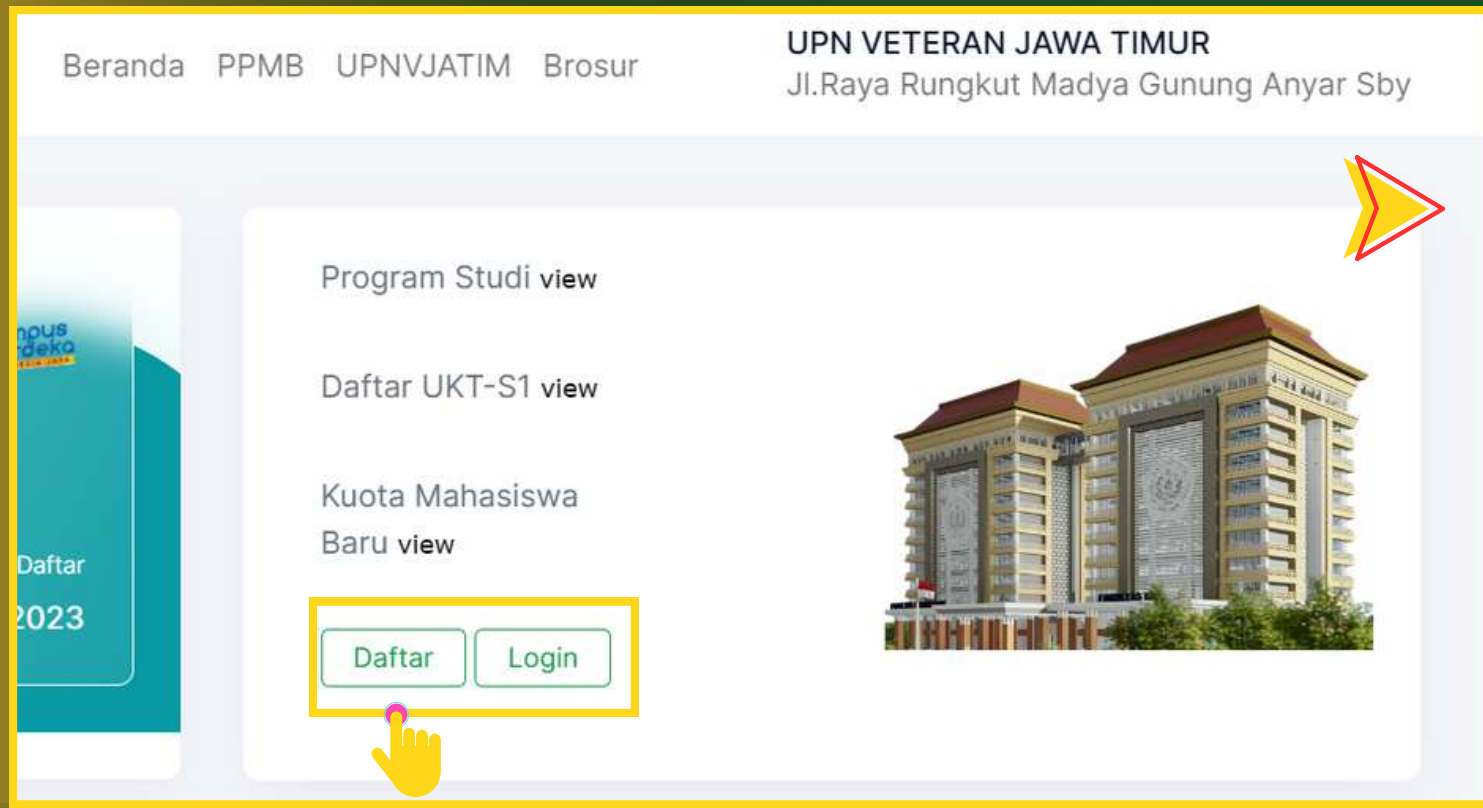 Beranda PPMB UPNVJATIM Brosur
UPN VETERAN JAWA TIMUR
Jl.Raya Rungkut Madya Gunung Anyar Sby
Program Studi view
Daftar UKT-S1 view
Kuota Mahasiswa
Baru view
Daftar Login
Daftar
2023